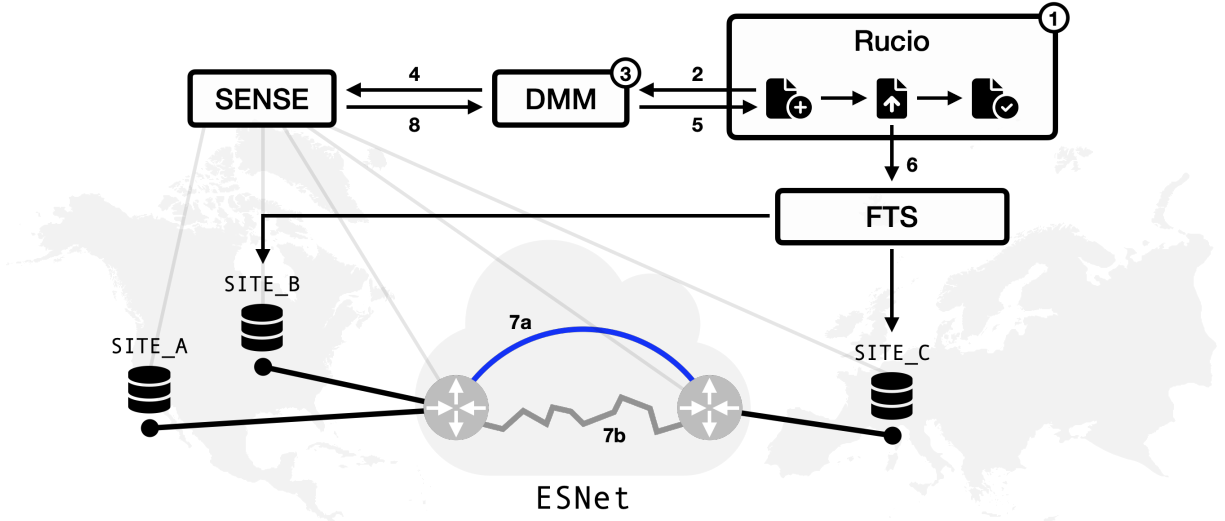 1
Rucio
3
4
2
SENSE
DMM
8
5
6
FTS
SITE_B
7a
SITE_A
SITE_C
7b
ESNet